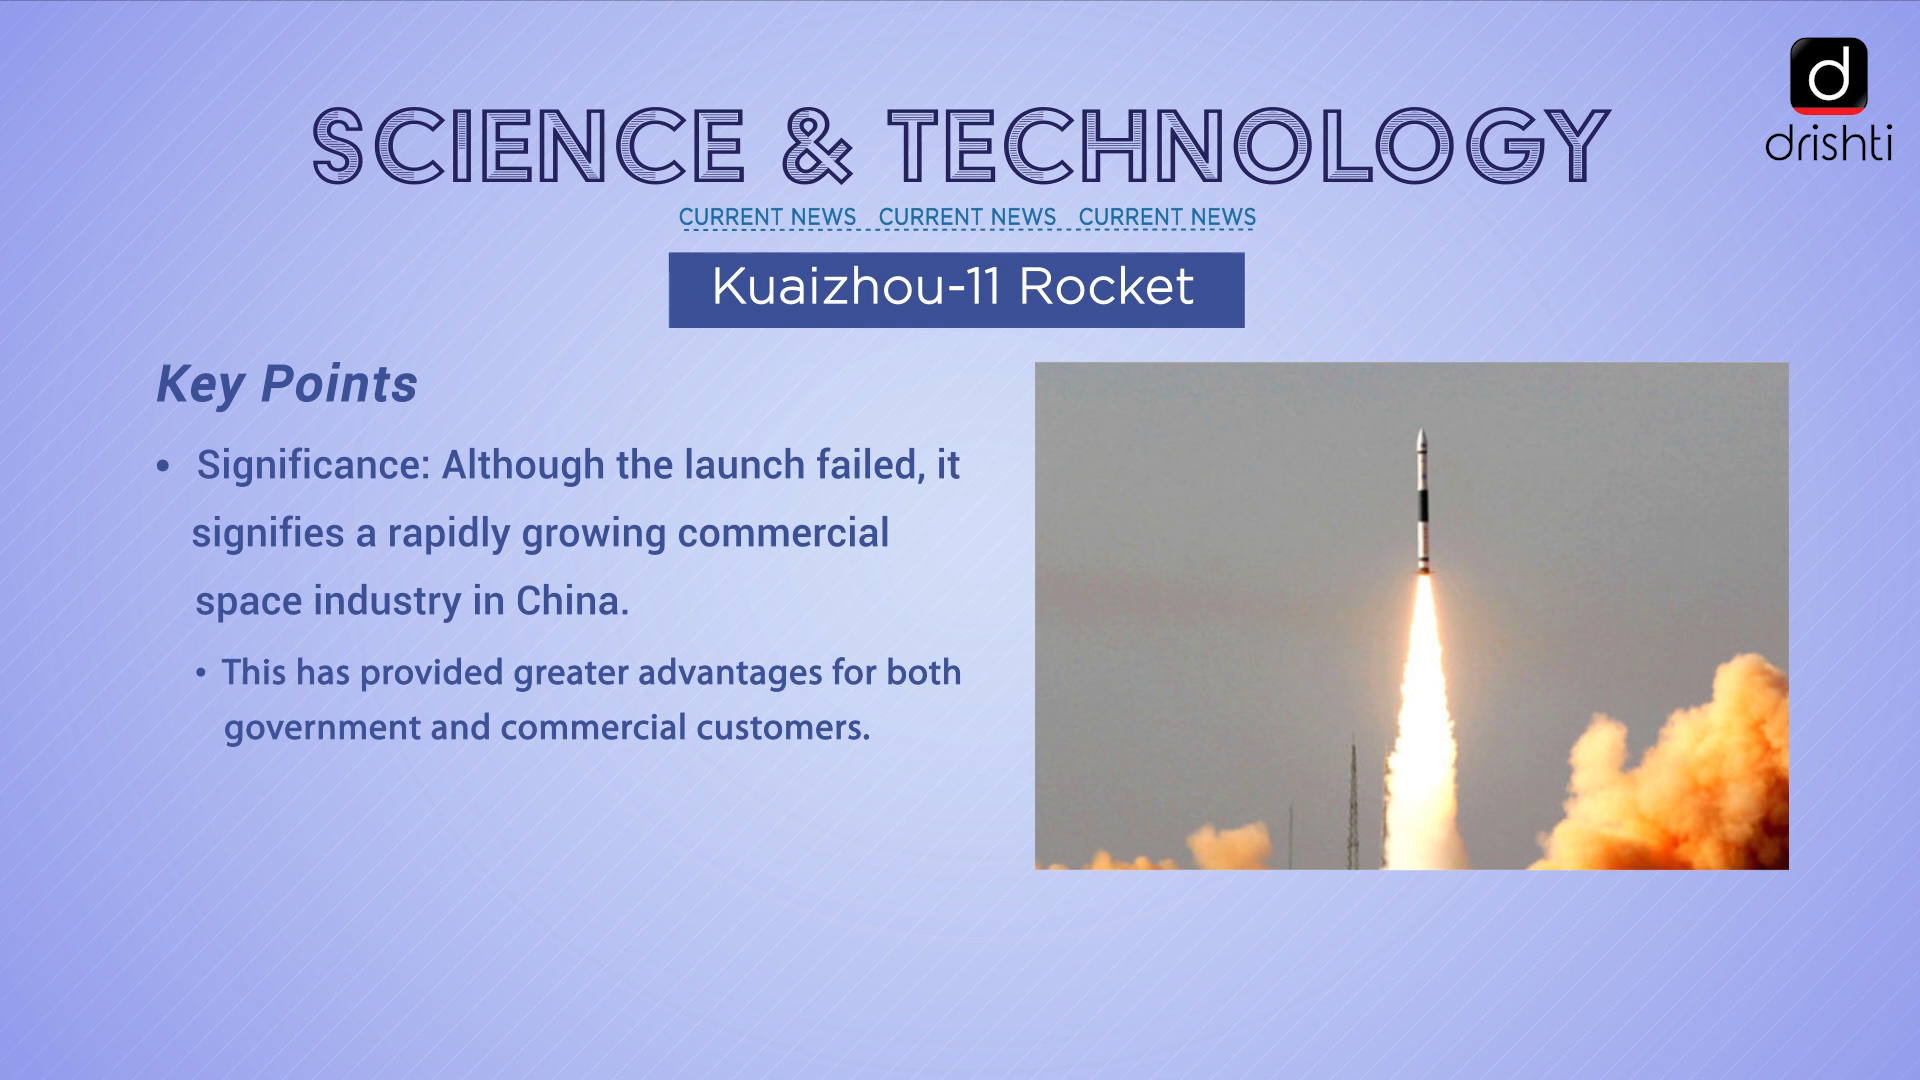 d
drishti
SCIENCE & TECHNOLOGY
CURRENT NEWS CURRENT NEWS CURRENT NEWS
Kuaizhou-11 Rocket
Key Points
• Significance: Although the launch failed, it
signifies a rapidly growing commercial
space industry in China.
• This has provided greater advantages for both
government and commercial customers.